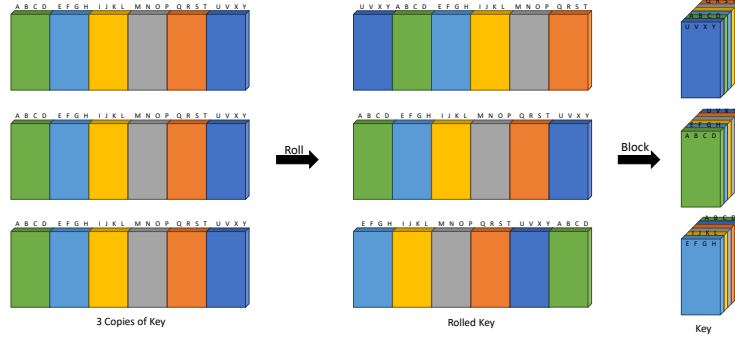 A B C D E F G H I J K L M N O P Q R S T U V X Y
U V X Y A B C D E F G H I J K L M N O P Q R S T
A B C D
U V X Y
A B C D E F G H I J K L M N O P Q R S T U V X Y
Roll
A B C D E F G H I J K L M N O P Q R S T U V X Y
Block
E F G H
A B C D
A B C D E F G H I J K L M N O P Q R S T U V X Y
E F G H I J K L M N O P Q R S T U V X Y A B C D
A B C D
I J K L
E F G H
3 Copies of Key
Rolled Key
Key